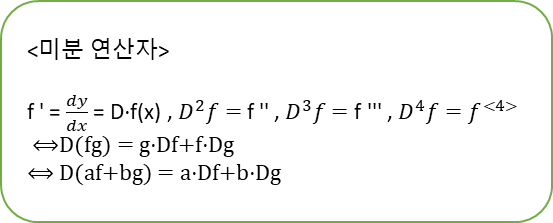 <미분 연산자>
f ' = dy/dx = D·f(x) , D²f = f '' , D³f = f ''' , D⁴f = f^<4>
⇔D(fg) = g·Df+f·Dg
⇔ D(af+bg) = a·Df+b·Dg